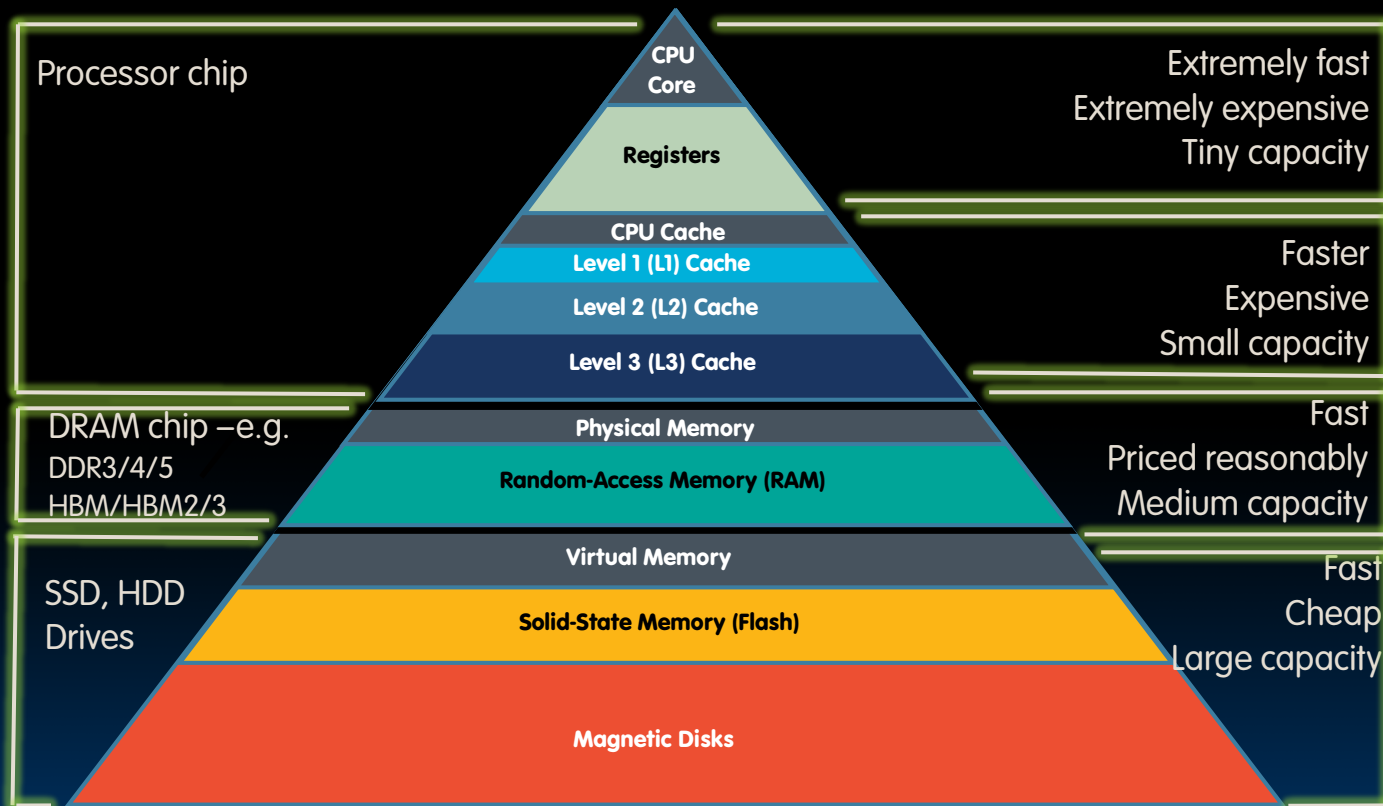 Processor chip
CPU
Core
Registers
CPU Cache
Level 1 (L1) Cache
Level 2 (L2) Cache
Level 3 (L3) Cache
Extremely fast
Extremely expensive
Tiny capacity
Faster
Expensive
Small capacity
DRAM chip –e.g.
DDR3/4/5
HBM/HBM2/3
Physical Memory
Random-Access Memory (RAM)
Fast
Priced reasonably
Medium capacity
SSD, HDD
Drives
Virtual Memory
Solid-State Memory (Flash)
Magnetic Disks
Fast
Cheap
Large capacity